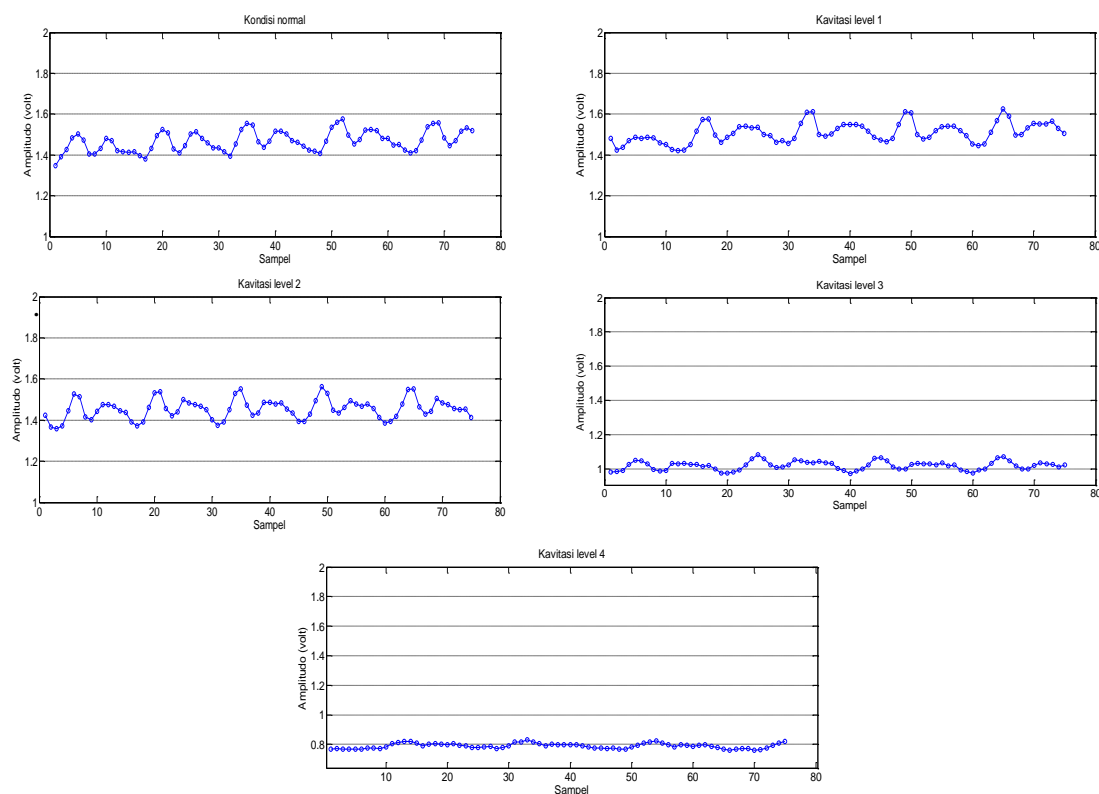 Kondisi normal
2
1.8
1.6
1.4
1.2
1
Amplitudo (volt)
0 10 20 30 40 50 60 70 80
Sampel
Kavitasi level 1
2
1.8
1.6
1.4
1.2
1
Amplitudo (volt)
0 10 20 30 40 50 60 70 80
Sampel
Kavitasi level 2
2
1.8
1.6
1.4
1.2
1
Amplitudo (volt)
0 10 20 30 40 50 60 70 80
Sampel
Kavitasi level 3
2
1.8
1.6
1.4
1.2
1
Amplitudo (volt)
0 10 20 30 40 50 60 70 80
Sampel
Kavitasi level 4
2
1.8
1.6
1.4
1.2
1
0.8
Amplitudo (volt)
10 20 30 40 50 60 70 80
Sampel